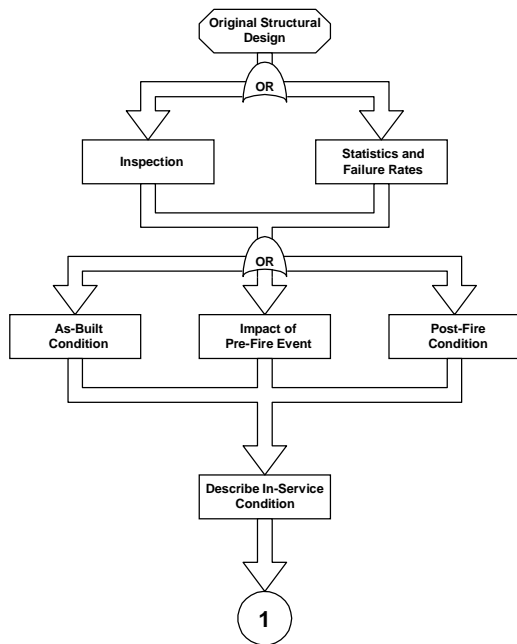 Original Structural
Design
OR
Inspection
Statistics and
Failure Rates
OR
As-Built
Condition
Impact of
Pre-Fire Event
Post-Fire
Condition
Describe In-Service
Condition
1